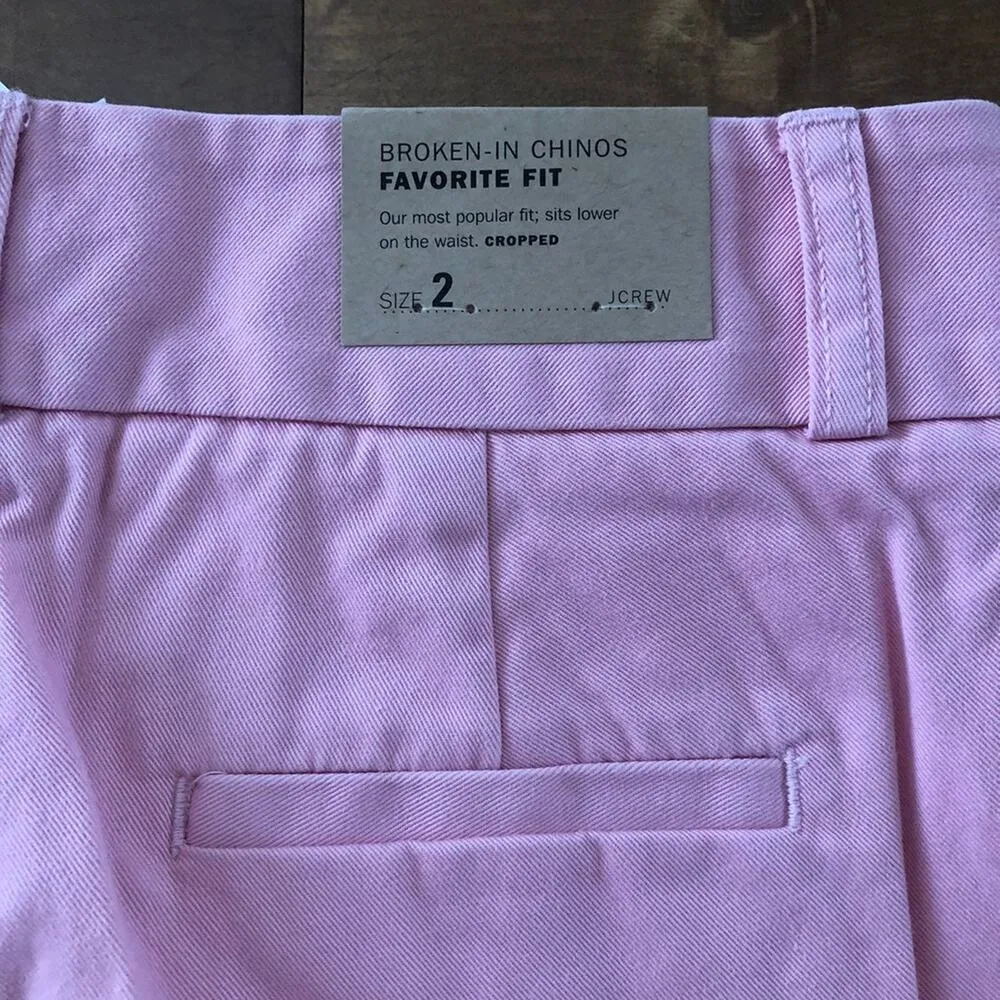 BROKEN-IN CHINOS
FAVORITE FIT
Our most popular fit; sits lower
on the waist. CROPPED
SIZE 2 JCREW